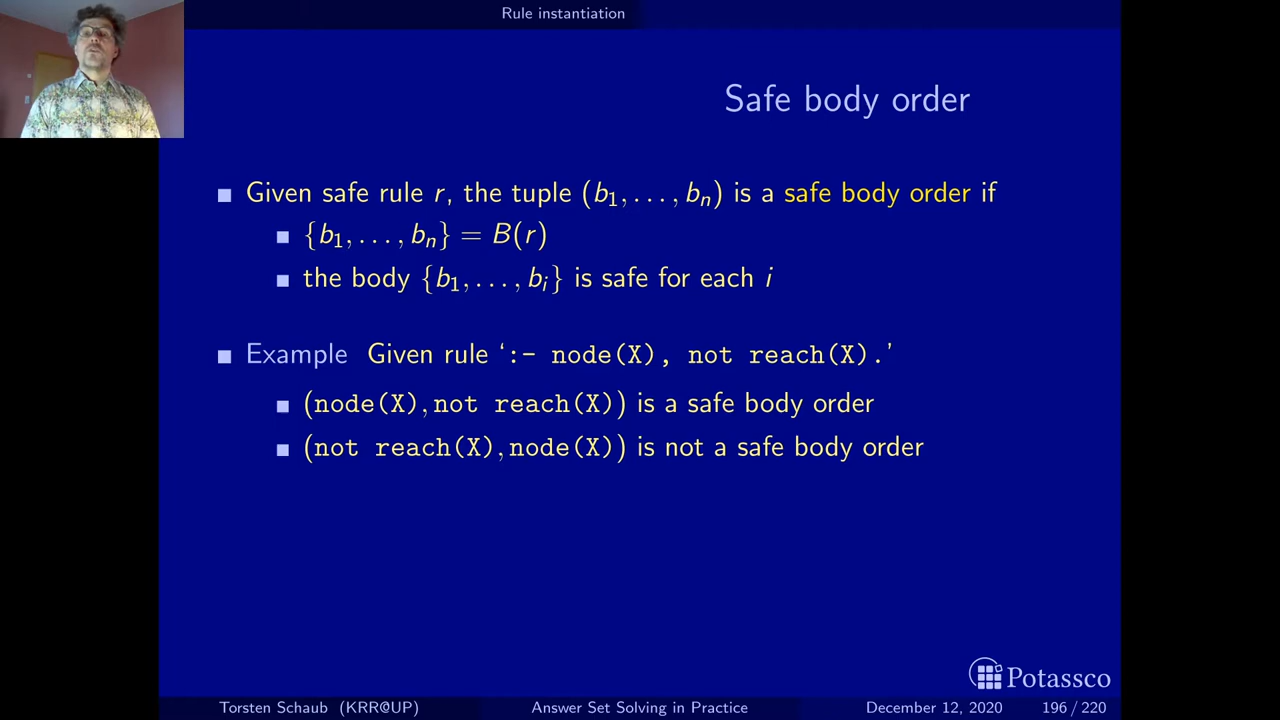 Rule instantiation
Safe body order
Given safe rule r, the tuple (b₁, . . . , bₙ) is a safe body order if
{b₁, . . . , bₙ} = B(r)
the body {b₁, . . . , bᵢ} is safe for each i
Example Given rule ‘:- node(X), not reach(X).’
(node(X), not reach(X)) is a safe body order
(not reach(X), node(X)) is not a safe body order
Potassco
Torsten Schaub (KRR@UP) Answer Set Solving in Practice December 12, 2020 196 / 220